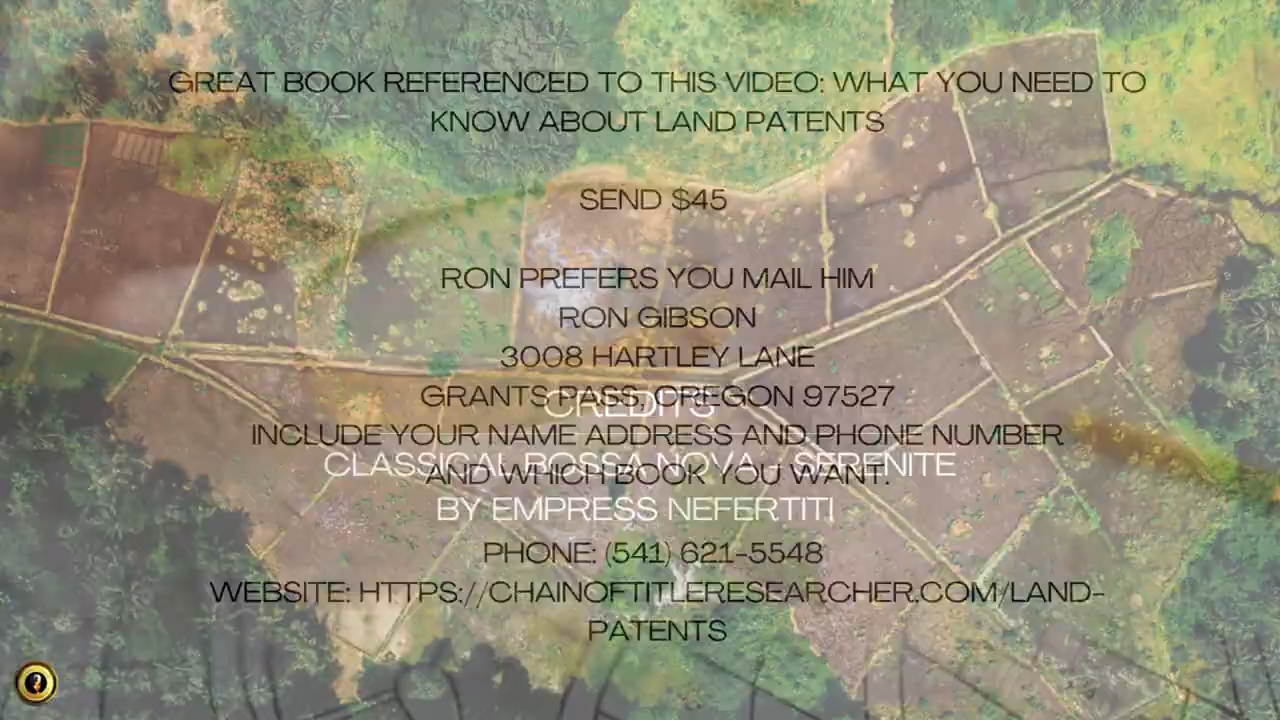 GREAT BOOK REFERENCED TO THIS VIDEO: WHAT YOU NEED TO
KNOW ABOUT LAND PATENTS
SEND $45
RON PREFERS YOU MAIL HIM
RON GIBSON
3008 HARTLEY LANE
GRANTS PASS, OREGON 97527
CREDITS
INCLUDE YOUR NAME ADDRESS AND PHONE NUMBER
CLASSICAL BOSSA NOVA - SERENITE
AND WHICH BOOK YOU WANT.
BY EMPRESS NEFERTITI
PHONE: (541) 621-5548
WEBSITE: HTTPS://CHAINOFTITLERESEARCHER.COM/LAND-
PATENTS